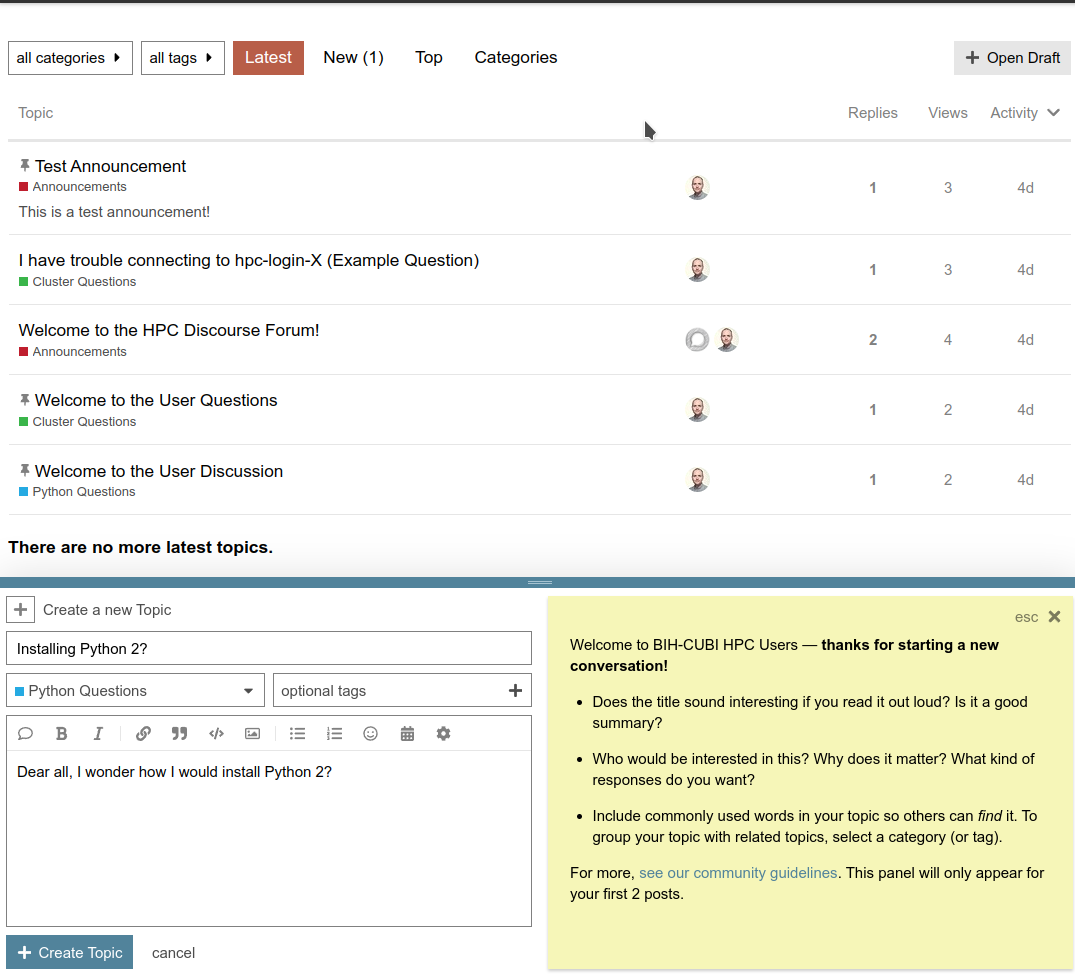 all categories all tags Latest New (1) Top Categories Open Draft
Topic Replies Views Activity
Test Announcement
Announcements
This is a test announcement!
1 3 4d
I have trouble connecting to hpc-login-X (Example Question)
Cluster Questions
1 3 4d
Welcome to the HPC Discourse Forum!
Announcements
2 4 4d
Welcome to the User Questions
Cluster Questions
1 2 4d
Welcome to the User Discussion
Python Questions
1 2 4d
There are no more latest topics.
Create a new Topic
Installing Python 2?
Python Questions optional tags
B I
Dear all, I wonder how I would install Python 2?
Create Topic cancel
esc
Welcome to BIH-CUBI HPC Users — thanks for starting a new
conversation!
Does the title sound interesting if you read it out loud? Is it a good
summary?
Who would be interested in this? Why does it matter? What kind of
responses do you want?
Include commonly used words in your topic so others can find it. To
group your topic with related topics, select a category (or tag).
For more, see our community guidelines. This panel will only appear for
your first 2 posts.